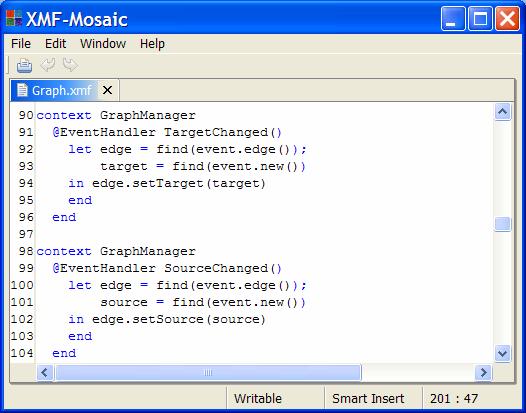 XMF-Mosaic
File Edit Window Help
Graph.xmf
90 context GraphManager
91   @EventHandler TargetChanged()
92     let edge = find(event.edge());
93         target = find(event.new())
94     in edge.setTarget(target)
95     end
96   end
97
98 context GraphManager
99   @EventHandler SourceChanged()
100     let edge = find(event.edge());
101         source = find(event.new())
102     in edge.setSource(source)
103     end
104   end
Writable Smart Insert 201 : 47